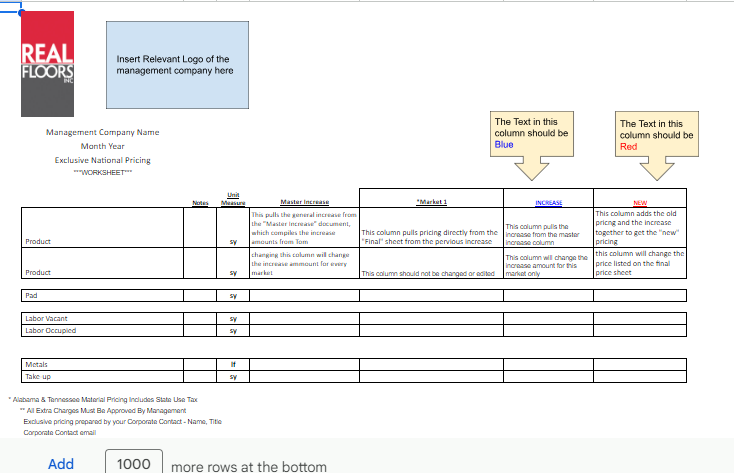 REAL
FLOORS
INC
Insert Relevant Logo of the
management company here
The Text in this
column should be
Blue
The Text in this
column should be
Red
Management Company Name
Month Year
Exclusive National Pricing
***WORKSHEET***
Notes
Unit
Measure
Master Increase
*Market 1
INCREASE
NEW
Product
sy
This pulls the general increase from
the "Master Increase" document,
which compiles the increase
amounts from Tom
This column pulls pricing directly from the
"Final" sheet from the pervious increase
This column pulls the
increase from the master
increase column
This column adds the old
pricng and the increase
together to get the "new"
pricing
Product
sy
changing this column will change
the increase ammount for every
market
This column should not be changed or edited
This column will change the
increase amount for this
market only
this column will change the
price listed on the final
price sheet
Pad sy
Labor Vacant sy
Labor Occupied sy
Metals lf
Take up sy
* Alabama & Tennessee Material Pricing Includes State Use Tax
** All Extra Charges Must Be Approved By Management
Exclusive pricing prepared by your Corporate Contact - Name, Title
Corporate Contact email
Add 1000 more rows at the bottom